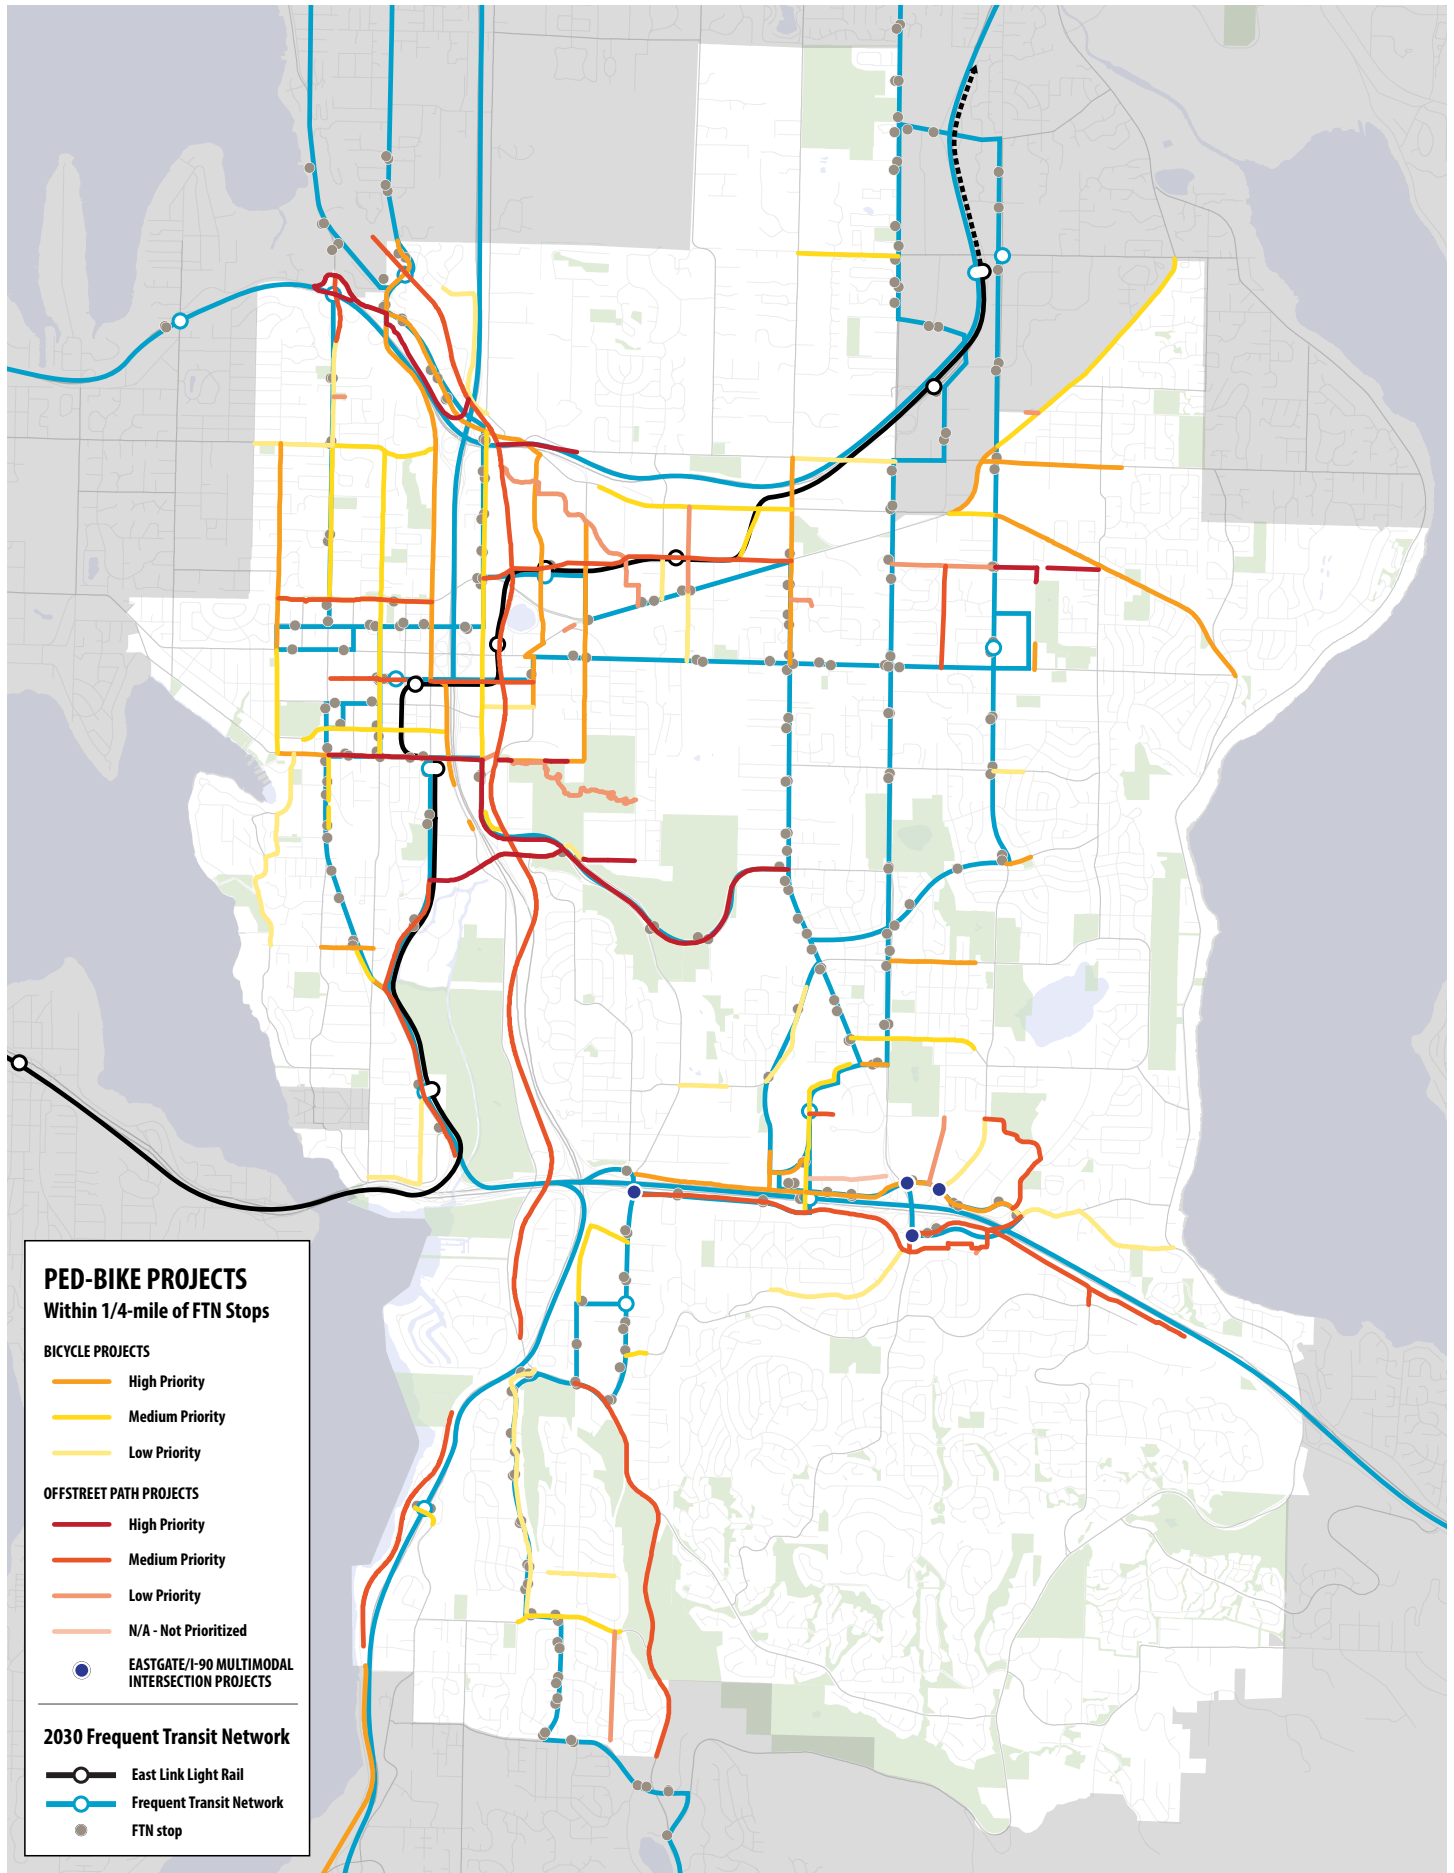 PED-BIKE PROJECTS
Within 1/4-mile of FTN Stops
BICYCLE PROJECTS
High Priority
Medium Priority
Low Priority
OFFSTREET PATH PROJECTS
High Priority
Medium Priority
Low Priority
N/A - Not Prioritized
EASTGATE/I-90 MULTIMODAL
INTERSECTION PROJECTS
2030 Frequent Transit Network
East Link Light Rail
Frequent Transit Network
FTN stop